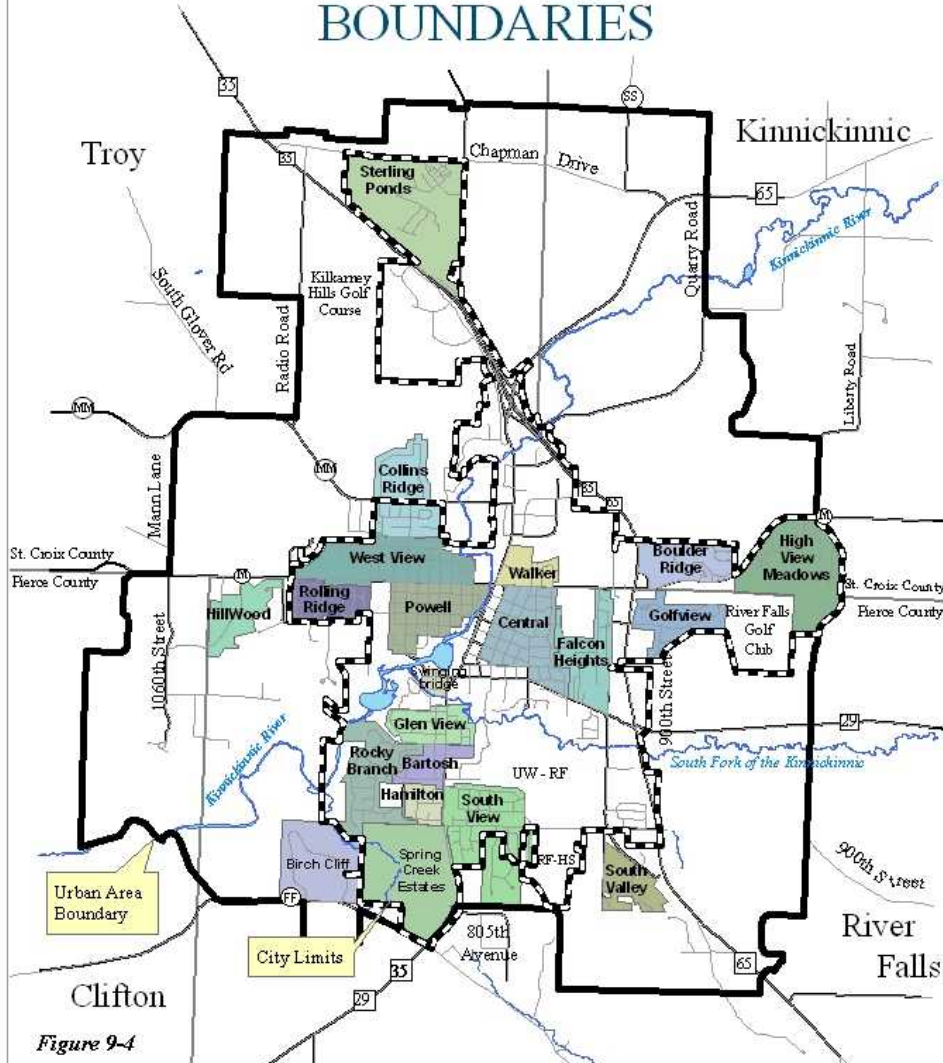 BOUNDARIES
35
SS
Troy
Kinnickinnic
35
Chapman Drive
Sterling
Ponds
65
Quarry Road
Kinnickinnic River
South Glover Rd
Kilkarney
Hills Golf
Course
Radio Road
Liberty Road
MM
Mann Lane
MM
Collins
Ridge
35
65
M
St. Croix County
Pierce County
M
West View
Walker
Boulder
Ridge
High
View
Meadows
St. Croix County
Pierce County
HillWood
Rolling
Ridge
Powell
Central
Golfview
River Falls
Golf
Club
Falcon
Heights
1060th Street
Swinging
bridge
900th Street
Glen View
29
Kinnickinnic River
Rocky
Branch
Bartosh
UW - RF
South Fork of the Kinnickinnic
Hamilton
South
View
Birch Cliff
Spring
Creek
Estates
RF-HS
South
Valley
900th Street
Urban Area
Boundary
FF
City Limits
805th
Avenue
River
Falls
35
65
29
Clifton
Figure 9-4